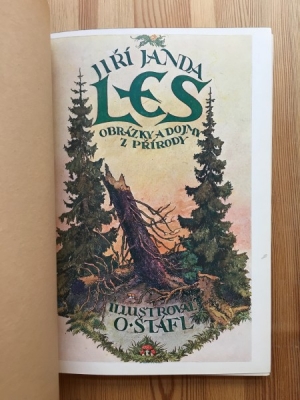 JIŘÍ JANDA
LES
OBRÁZKY A DOJMY
Z PŘÍRODY
ILLUSTROVAL
O. ŠTÁFL